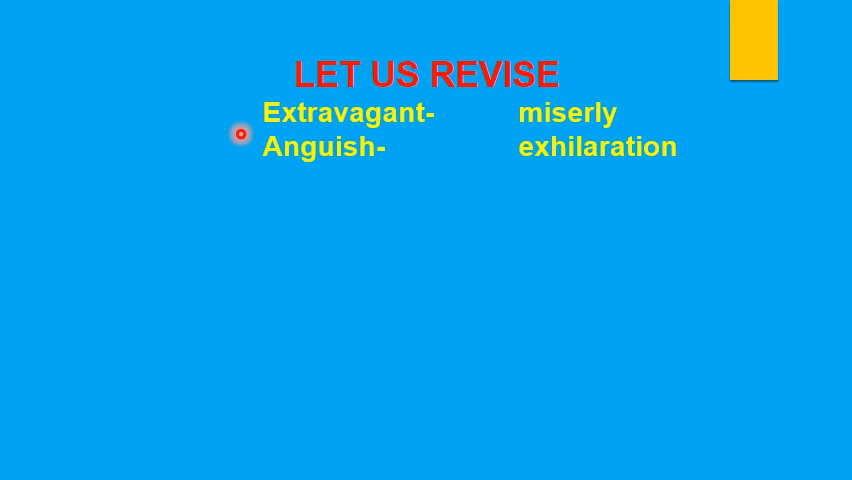 LET US REVISE
Extravagant- miserly
Anguish- exhilaration